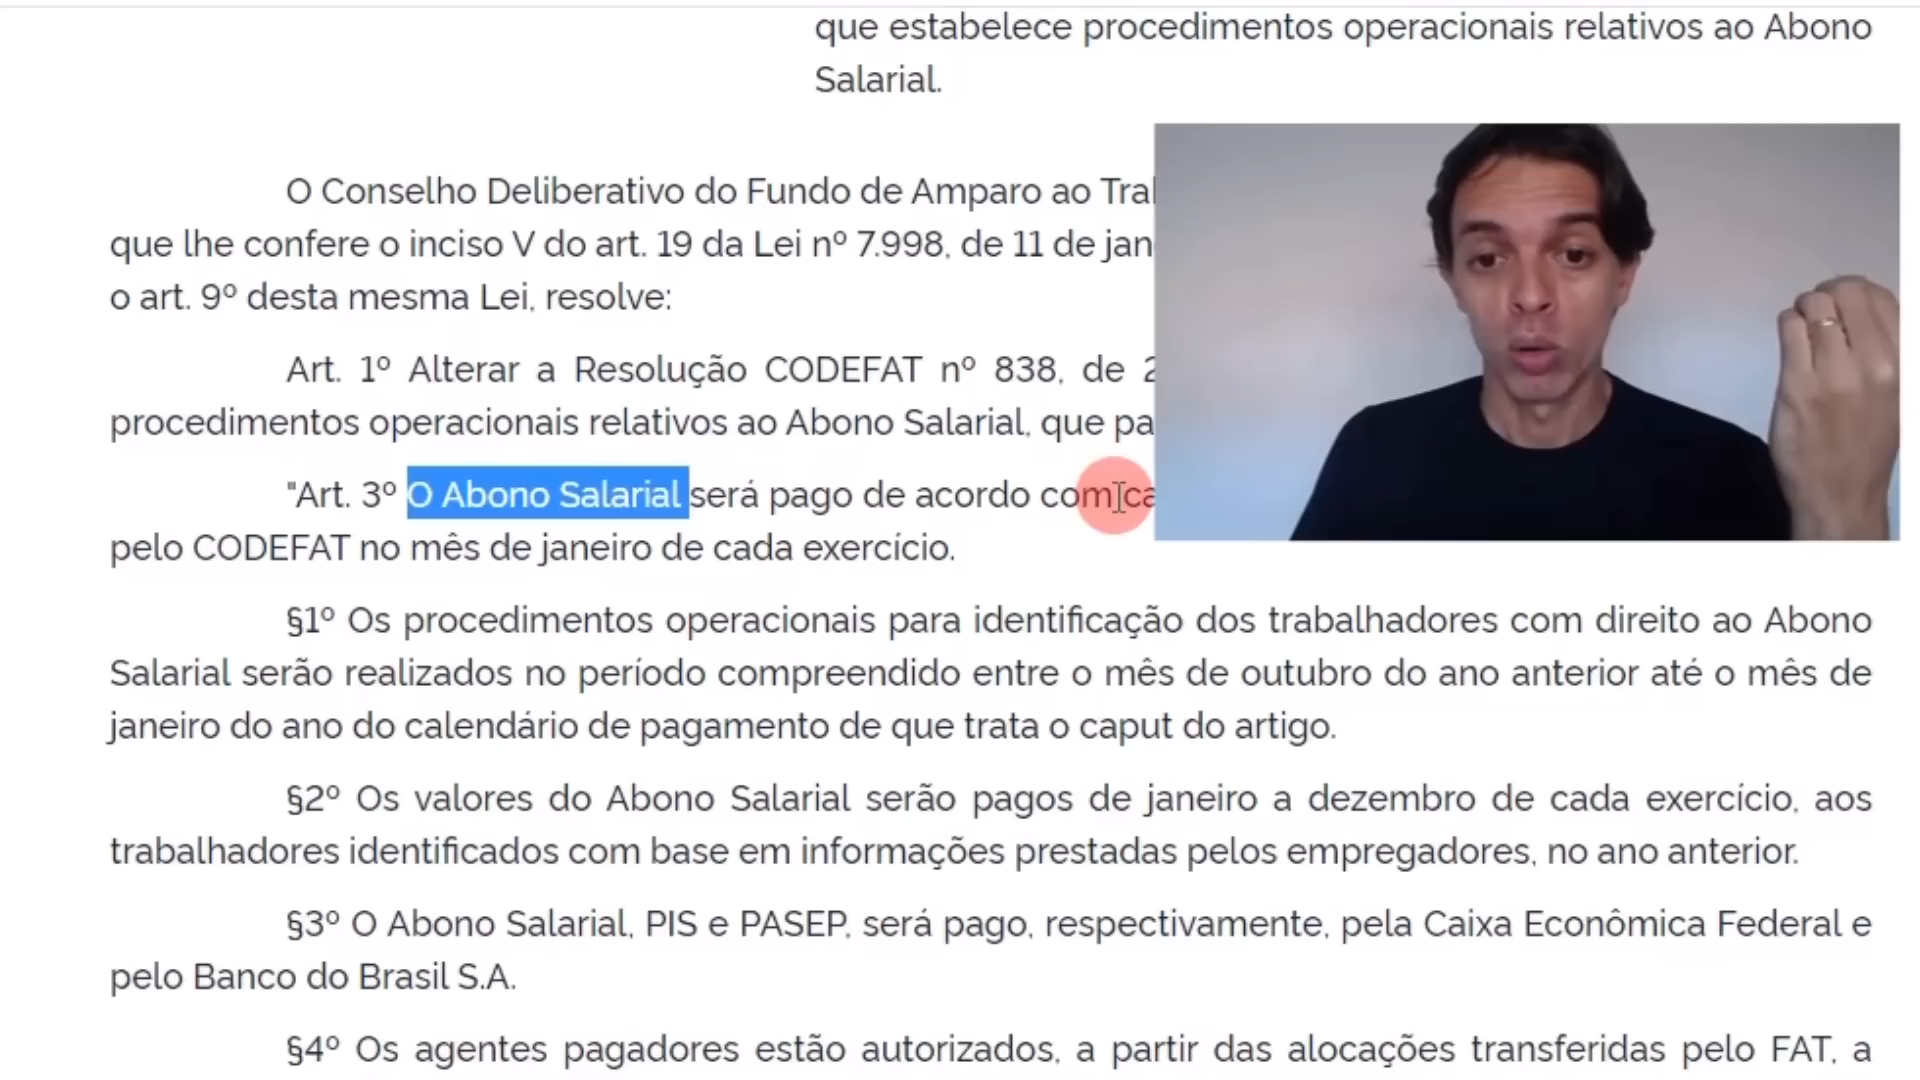 que estabelece procedimentos operacionais relativos ao Abono
Salarial.
O Conselho Deliberativo do Fundo de Amparo ao
que lhe confere o inciso V do art. 19 da Lei nº 7.998, de 11 de
o art. 9º desta mesma Lei, resolve:
Art. 1º Alterar a Resolução CODEFAT nº 838, de
procedimentos operacionais relativos ao Abono Salarial, que
"Art. 3º O Abono Salarial será pago de acordo com
pelo CODEFAT no mês de janeiro de cada exercício.
§1º Os procedimentos operacionais para identificação dos trabalhadores com direito ao Abono
Salarial serão realizados no período compreendido entre o mês de outubro do ano anterior até o mês de
janeiro do ano do calendário de pagamento de que trata o caput do artigo.
§2º Os valores do Abono Salarial serão pagos de janeiro a dezembro de cada exercício, aos
trabalhadores identificados com base em informações prestadas pelos empregadores, no ano anterior.
§3º O Abono Salarial, PIS e PASEP, será pago, respectivamente, pela Caixa Econômica Federal e
pelo Banco do Brasil S.A.
§4º Os agentes pagadores estão autorizados, a partir das alocações transferidas pelo FAT, a